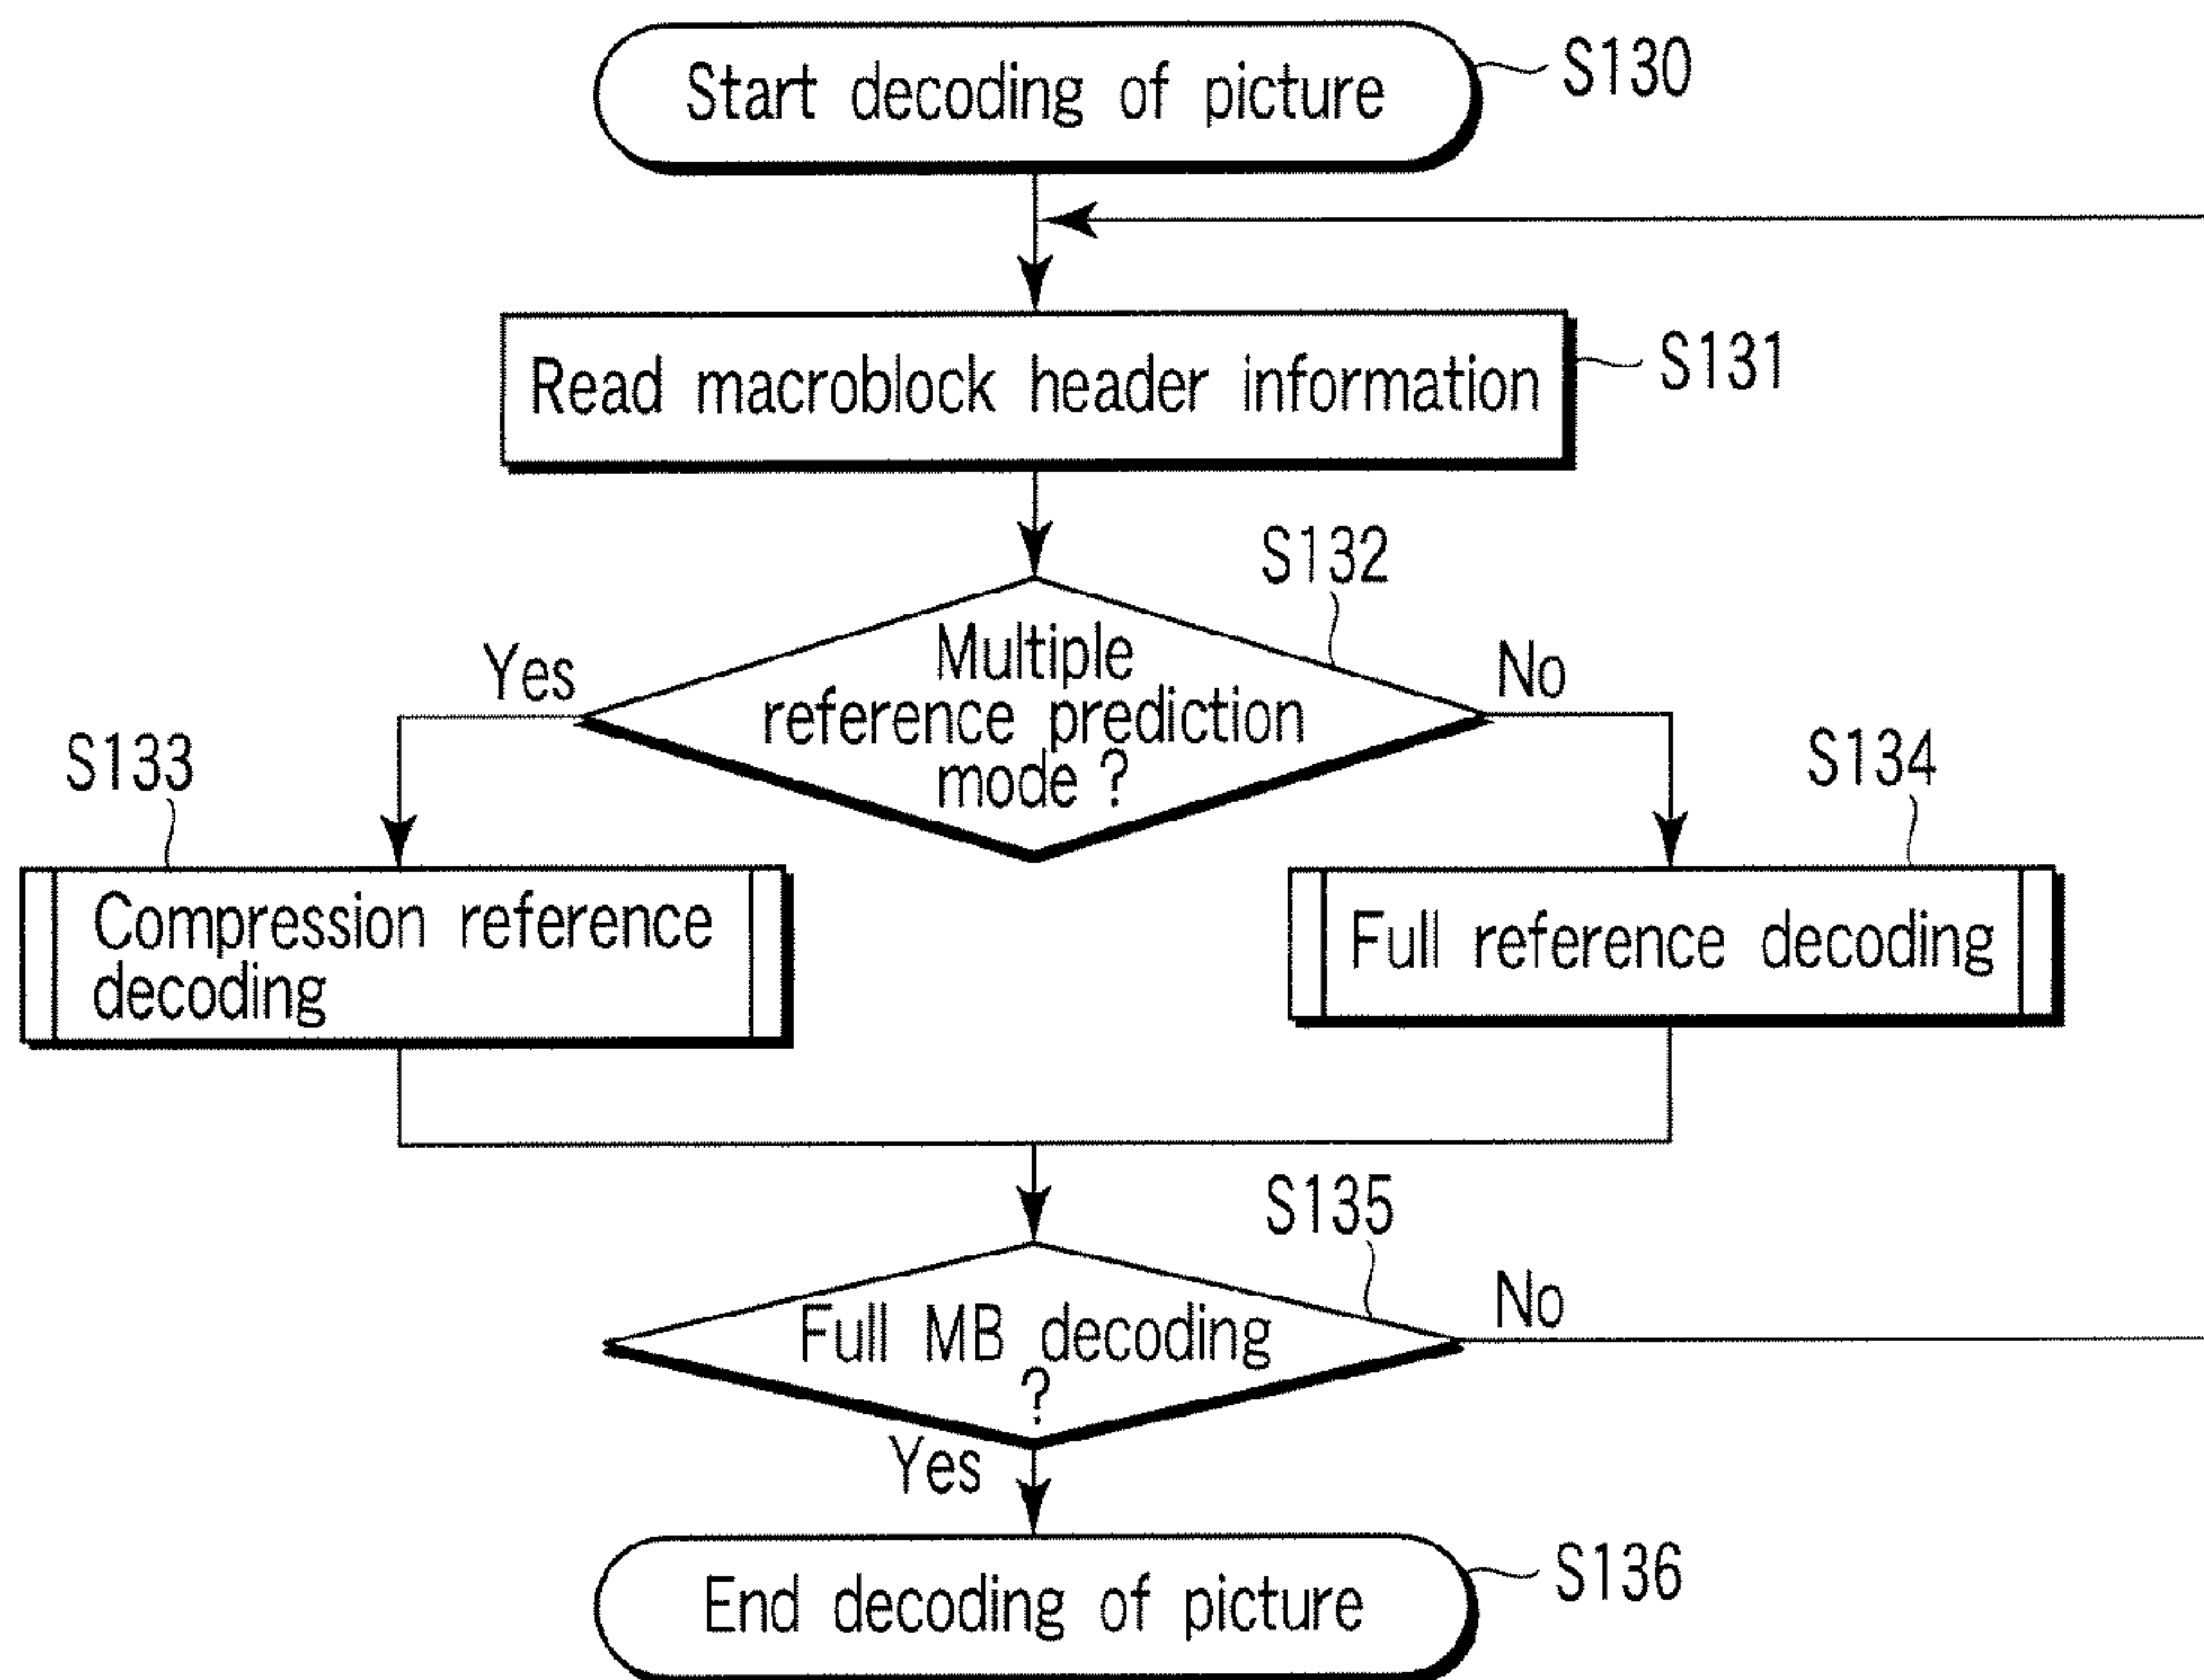 Start decoding of picture
S130
Read macroblock header information
S131
S132
Multiple
reference prediction
mode ?
Yes
No
S133
S134
Compression reference
decoding
Full reference decoding
S135
Full MB decoding
?
No
Yes
End decoding of picture
S136